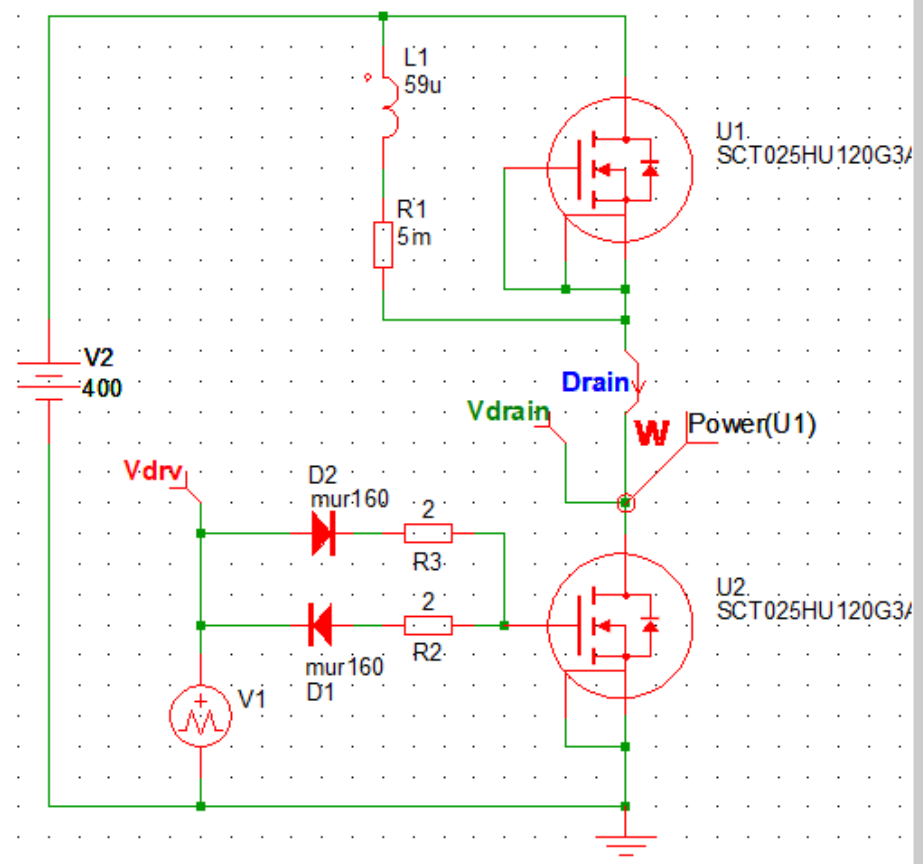 L1
59u
U1
SCT025HU120G3A
R1
5m
V2
400
Drain
Vdrain
W
Power(U1)
Vdrv
D2
mur160
2
R3
U2
SCT025HU120G3A
2
R2
mur160
D1
V1